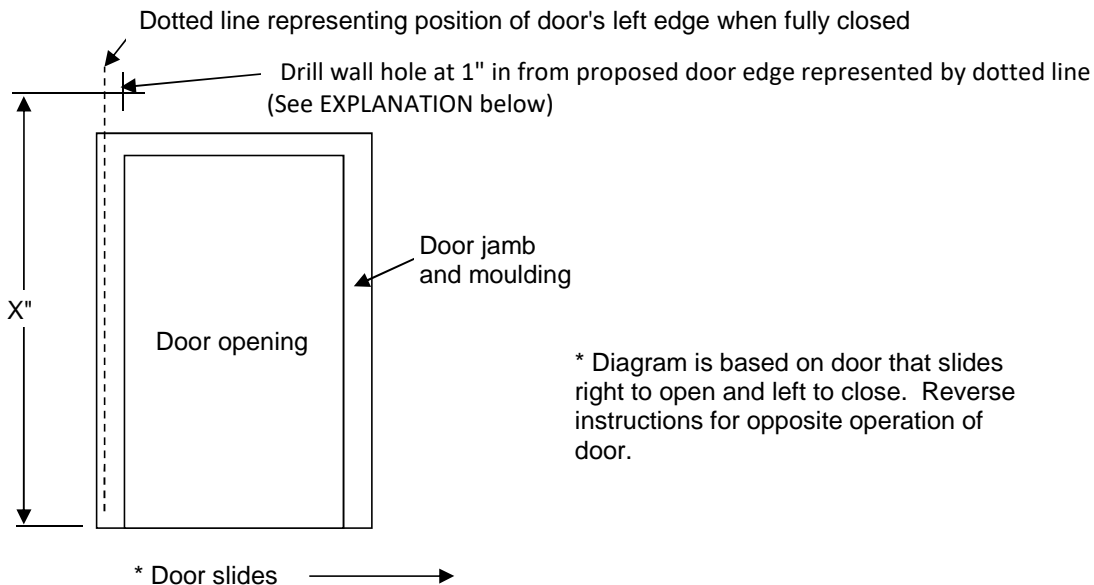 Dotted line representing position of door's left edge when fully closed
Drill wall hole at 1" in from proposed door edge represented by dotted line
(See EXPLANATION below)
Door jamb
and moulding
X"
Door opening
* Diagram is based on door that slides
right to open and left to close.  Reverse
instructions for opposite operation of
door.
* Door slides